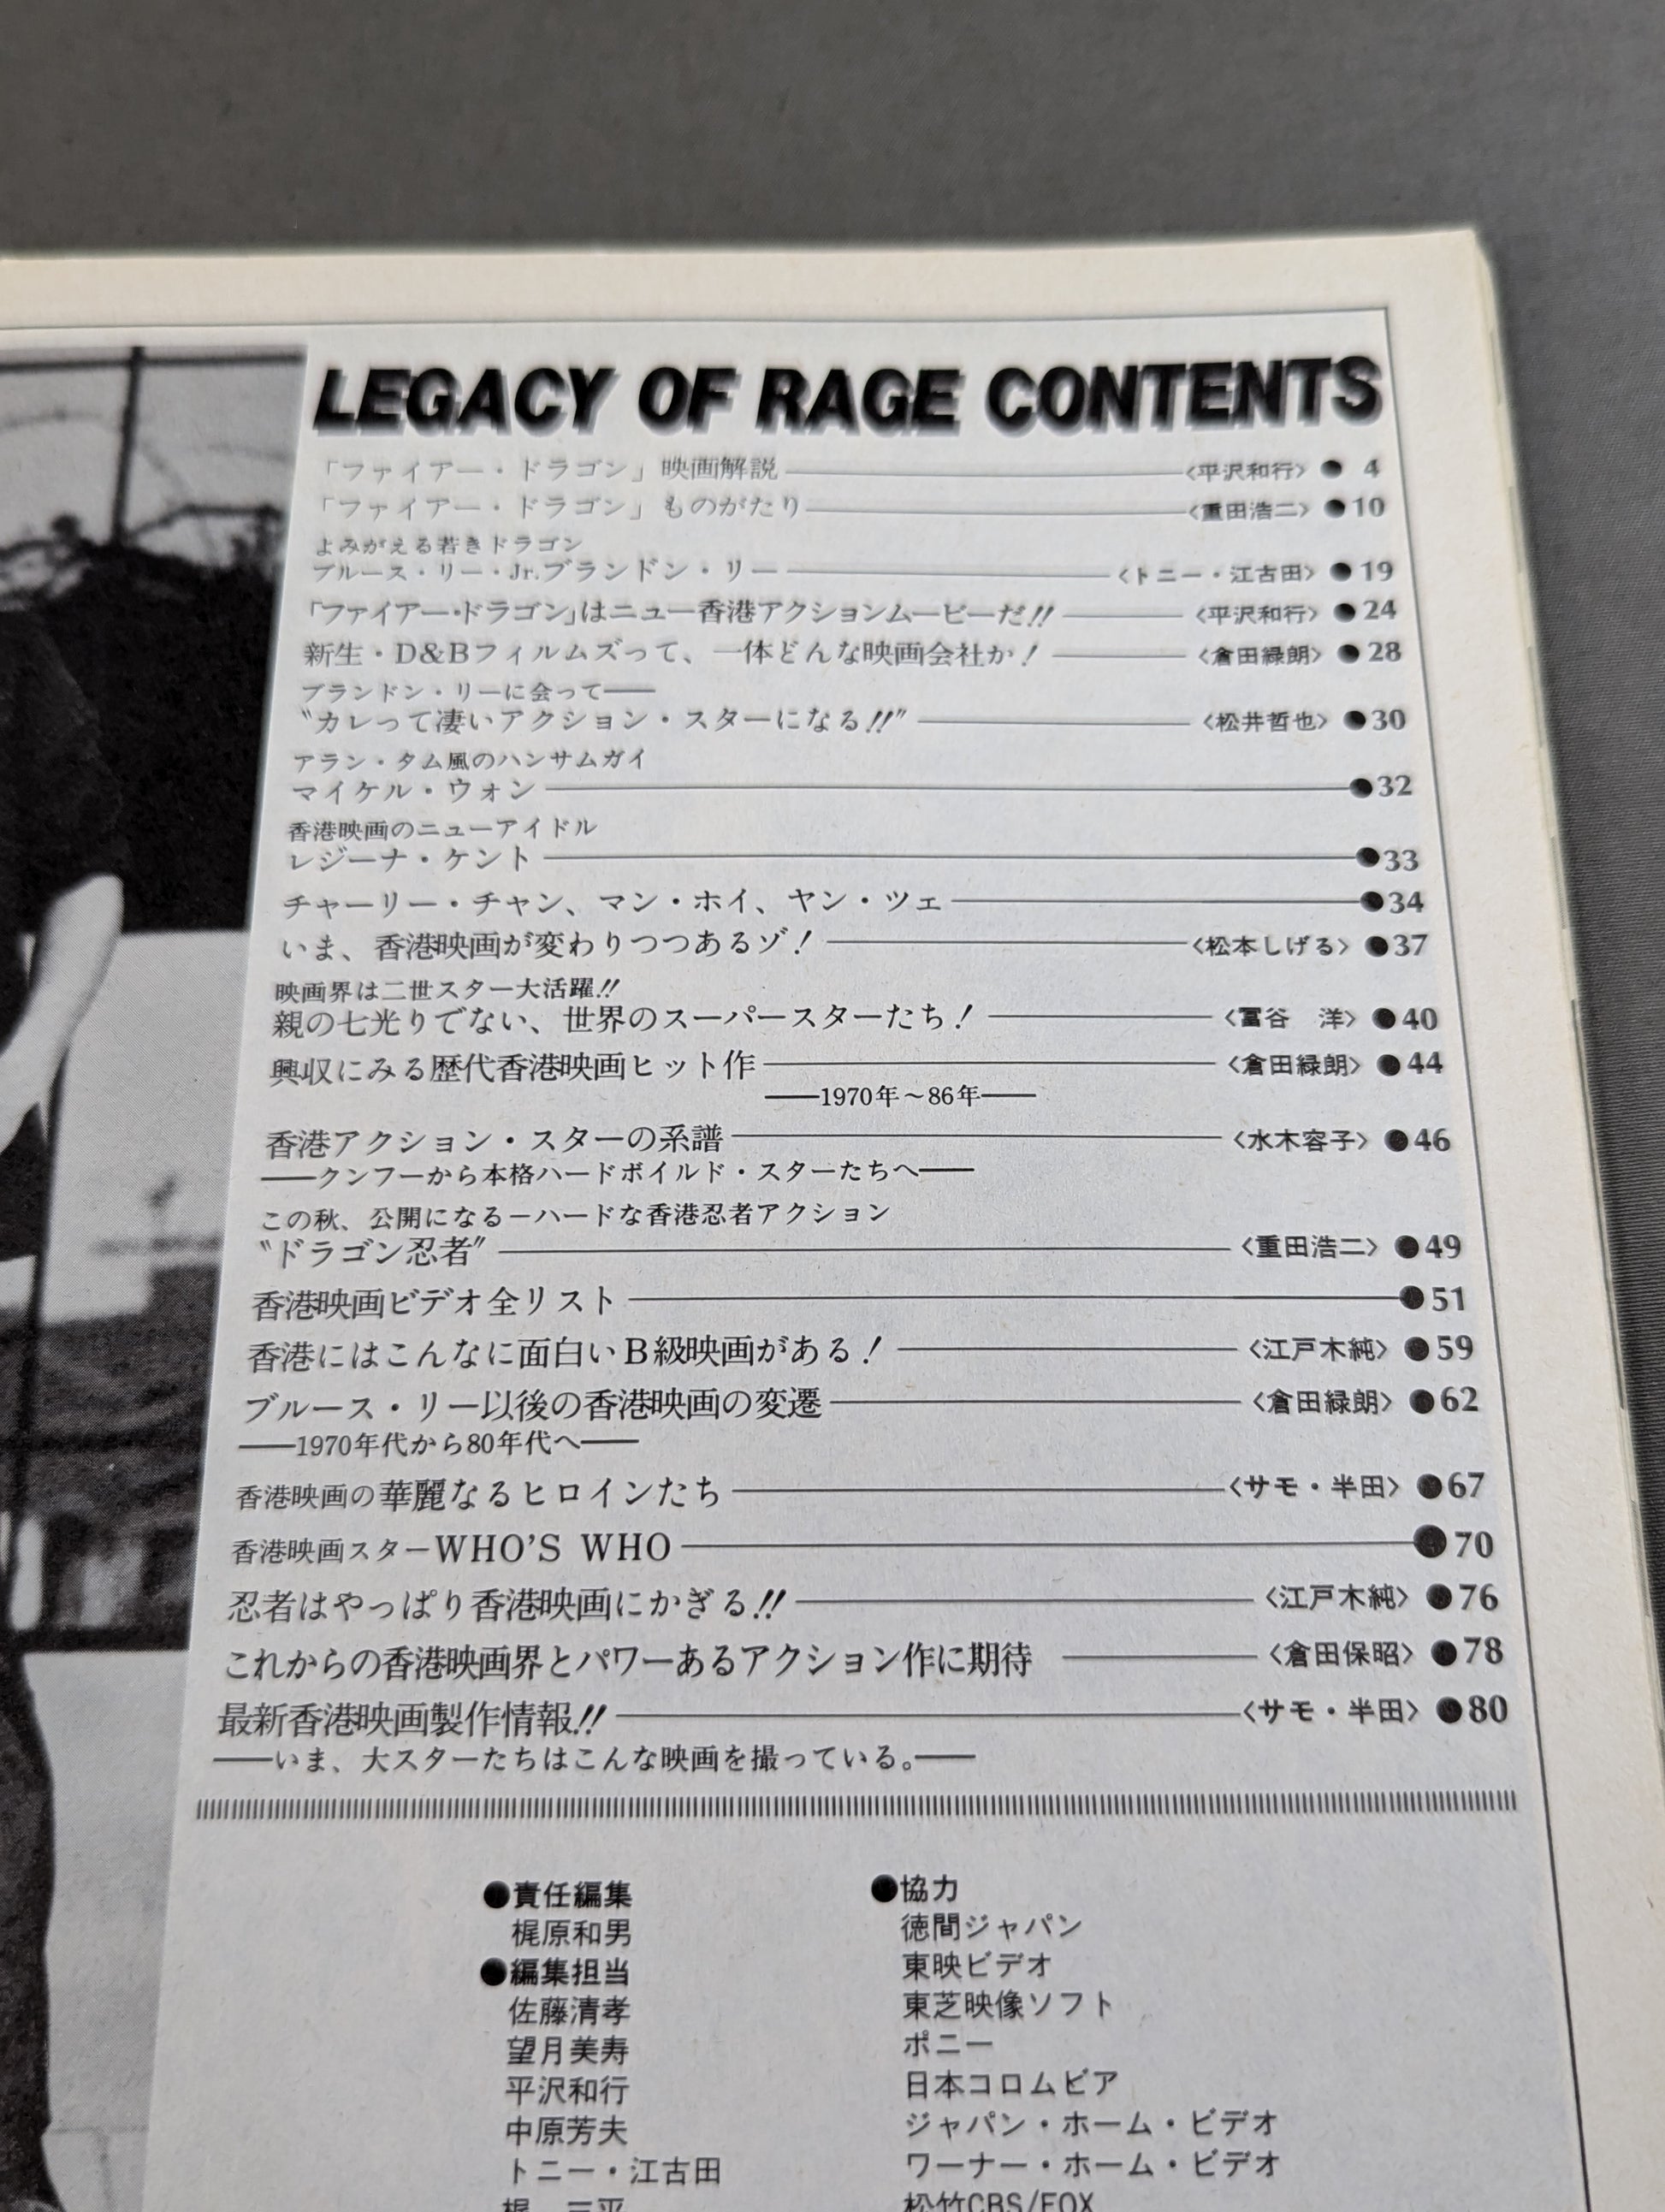 LEGACY OF RAGE CONTENTS
「ファイアー・ドラゴン」映画解説 〈平沢和行〉 ● 4
「ファイアー・ドラゴン」ものがたり 〈重田浩二〉 ●10
よみがえる若きドラゴン
ブルース・リー・Jr.ブランドン・リー 〈トニー・江古田〉 ●19
「ファイアー・ドラゴン」はニュー香港アクションムービーだ!! 〈平沢和行〉 ●24
新生・D&Bフィルムズって、一体どんな映画会社か! 〈倉田緑朗〉 ●28
ブランドン・リーに会って──
〝カレって凄いアクション・スターになる!!〟 〈松井哲也〉 ●30
アラン・タム風のハンサムガイ
マイケル・ウォン ●32
香港映画のニューアイドル
レジーナ・ケント ●33
チャーリー・チャン、マン・ホイ、ヤン・ツェ ●34
いま、香港映画が変わりつつあるゾ! 〈松本しげる〉 ●37
映画界は二世スター大活躍!!
親の七光りでない、世界のスーパースターたち! 〈冨谷 洋〉 ●40
興収にみる歴代香港映画ヒット作 〈倉田緑朗〉 ●44
──1970年～86年──
香港アクション・スターの系譜 〈水木容子〉 ●46
──クンフーから本格ハードボイルド・スターたちへ──
この秋、公開になる－ハードな香港忍者アクション
〝ドラゴン忍者〟 〈重田浩二〉 ●49
香港映画ビデオ全リスト ●51
香港にはこんなに面白いB級映画がある! 〈江戸木純〉 ●59
ブルース・リー以後の香港映画の変遷 〈倉田緑朗〉 ●62
──1970年代から80年代へ──
香港映画の華麗なるヒロインたち 〈サモ・半田〉 ●67
香港映画スターWHO'S WHO ●70
忍者はやっぱり香港映画にかぎる!! 〈江戸木純〉 ●76
これからの香港映画界とパワーあるアクション作に期待 〈倉田保昭〉 ●78
最新香港映画製作情報!! 〈サモ・半田〉 ●80
──いま、大スターたちはこんな映画を撮っている。──
●責任編集
梶原和男
●編集担当
佐藤清孝
望月美寿
平沢和行
中原芳夫
トニー・江古田
梶 三平
●協力
徳間ジャパン
東映ビデオ
東芝映像ソフト
ポニー
日本コロムビア
ジャパン・ホーム・ビデオ
ワーナー・ホーム・ビデオ
松竹CBS/FOX